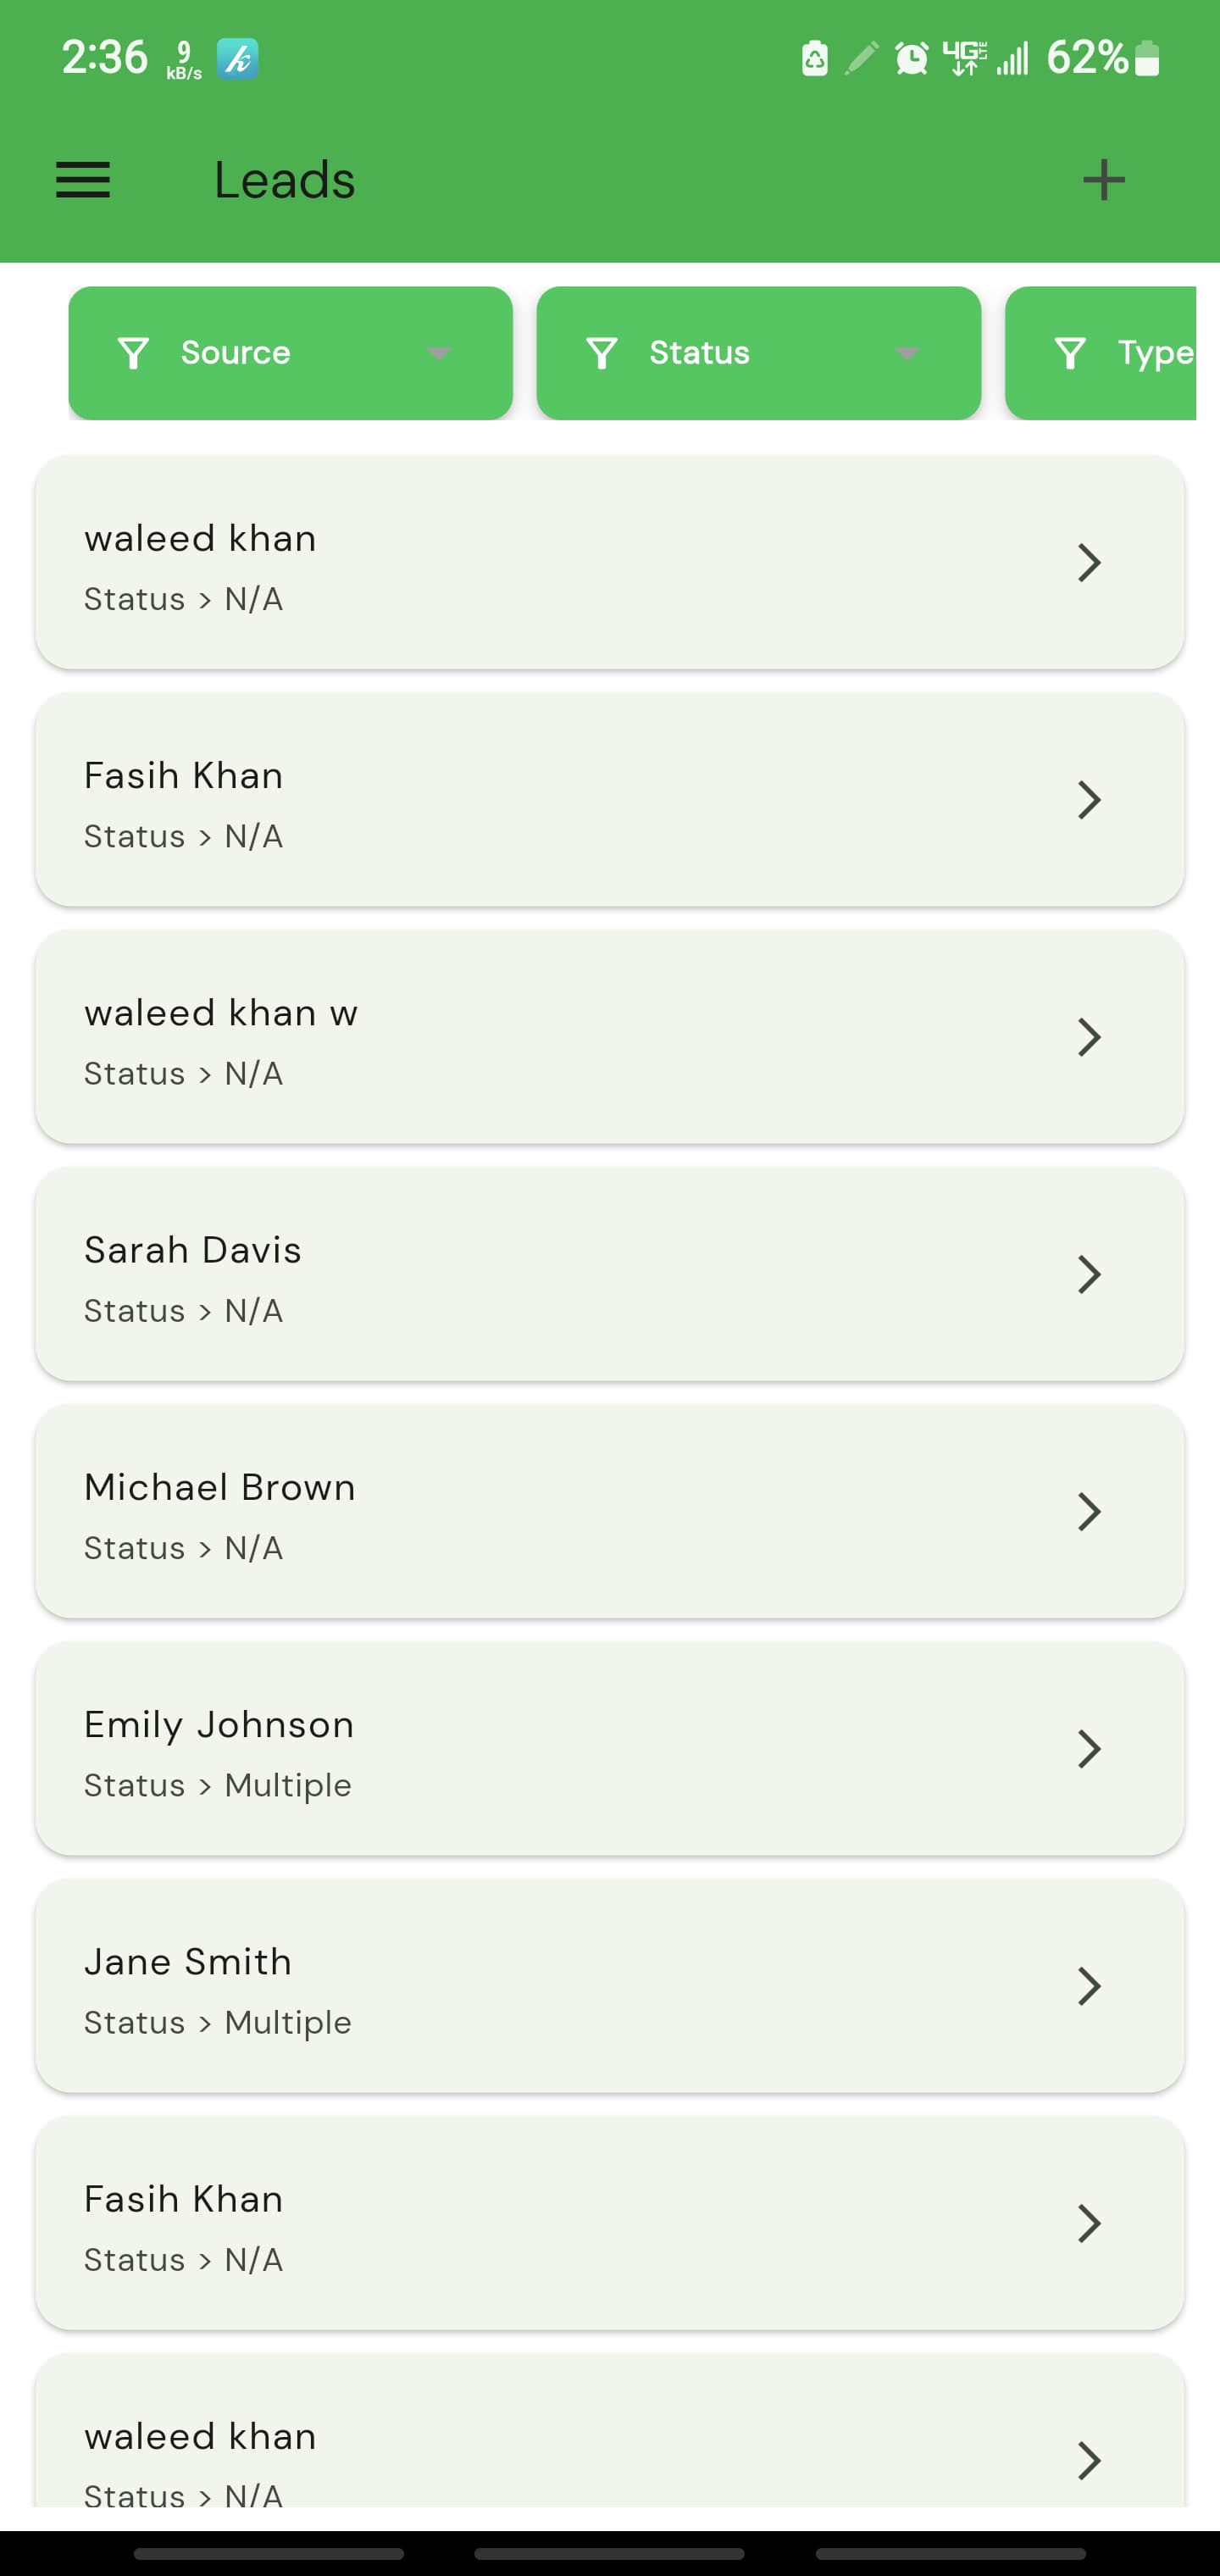 2:36 9 kB/s k 4G LTE 62%
Leads
Source Status Type
waleed khan
Status > N/A
Fasih Khan
Status > N/A
waleed khan w
Status > N/A
Sarah Davis
Status > N/A
Michael Brown
Status > N/A
Emily Johnson
Status > Multiple
Jane Smith
Status > Multiple
Fasih Khan
Status > N/A
waleed khan
Status > N/A